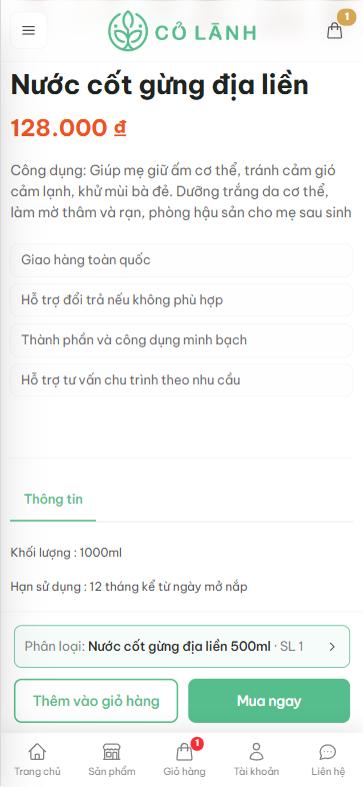 CỎ LÃNH
1
Nước cốt gừng địa liền
128.000 ₫
Công dụng: Giúp mẹ giữ ấm cơ thể, tránh cảm gió
cảm lạnh, khử mùi bà đẻ. Dưỡng trắng da cơ thể,
làm mờ thâm và rạn, phòng hậu sản cho mẹ sau sinh
Giao hàng toàn quốc
Hỗ trợ đổi trả nếu không phù hợp
Thành phần và công dụng minh bạch
Hỗ trợ tư vấn chu trình theo nhu cầu
Thông tin
Khối lượng : 1000ml
Hạn sử dụng : 12 tháng kể từ ngày mở nắp
Phân loại: Nước cốt gừng địa liền 500ml · SL 1
Thêm vào giỏ hàng
Mua ngay
1
Trang chủ
Sản phẩm
Giỏ hàng
Tài khoản
Liên hệ